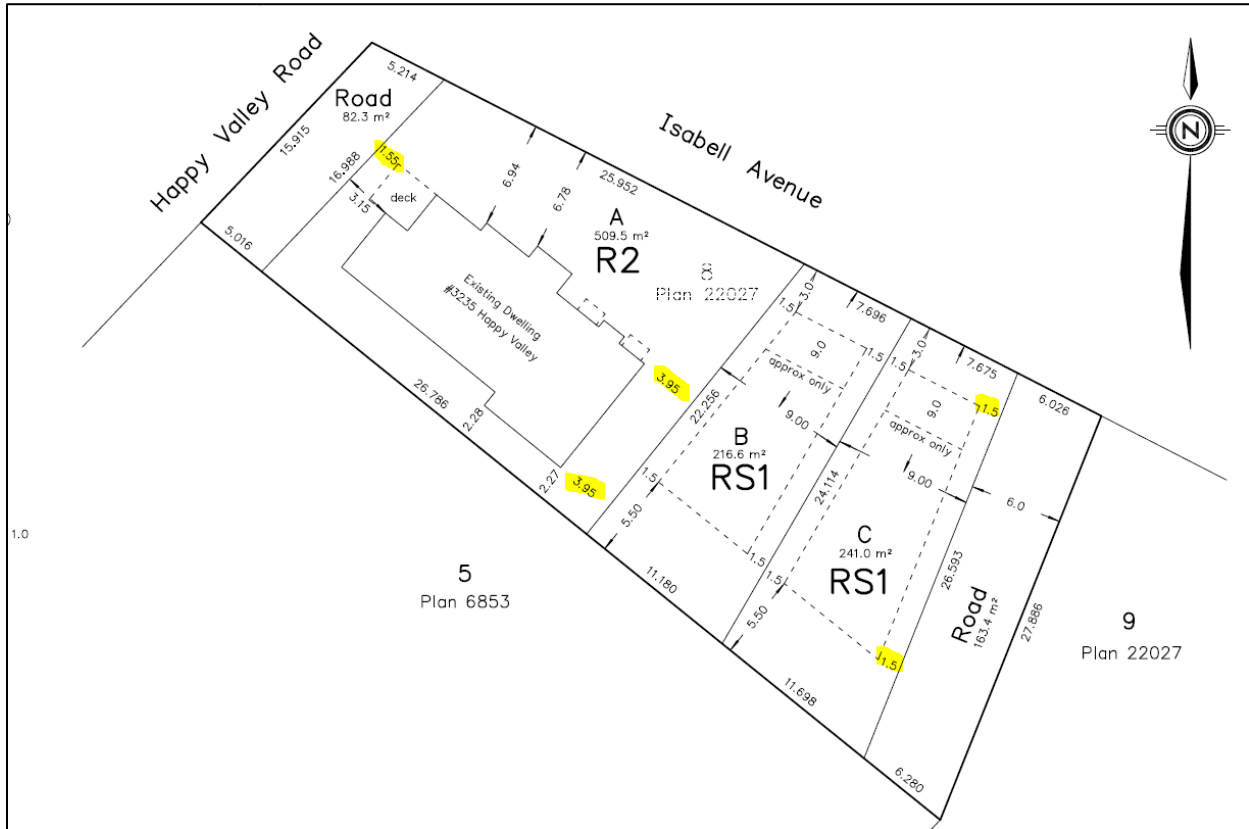 Happy Valley Road
Isabell Avenue
N
5.214
Road
82.3 m²
15.915
16.988
1.55
3.15
deck
5.016
6.94
6.78
25.952
A
509.5 m²
R2
8
Plan 22027
Existing Dwelling
#3235 Happy Valley
26.786
2.28
2.27
3.95
3.95
22.256
3.0
1.5
7.696
1.5
9.0
approx only
9.00
B
216.6 m²
RS1
1.5
5.50
1.5
11.180
24.114
3.0
1.5
7.675
1.5
9.0
approx only
9.00
C
241.0 m²
RS1
1.5
5.50
1.5
11.698
26.593
6.026
6.0
Road
163.4 m²
27.886
6.280
5
Plan 6853
9
Plan 22027
1.0